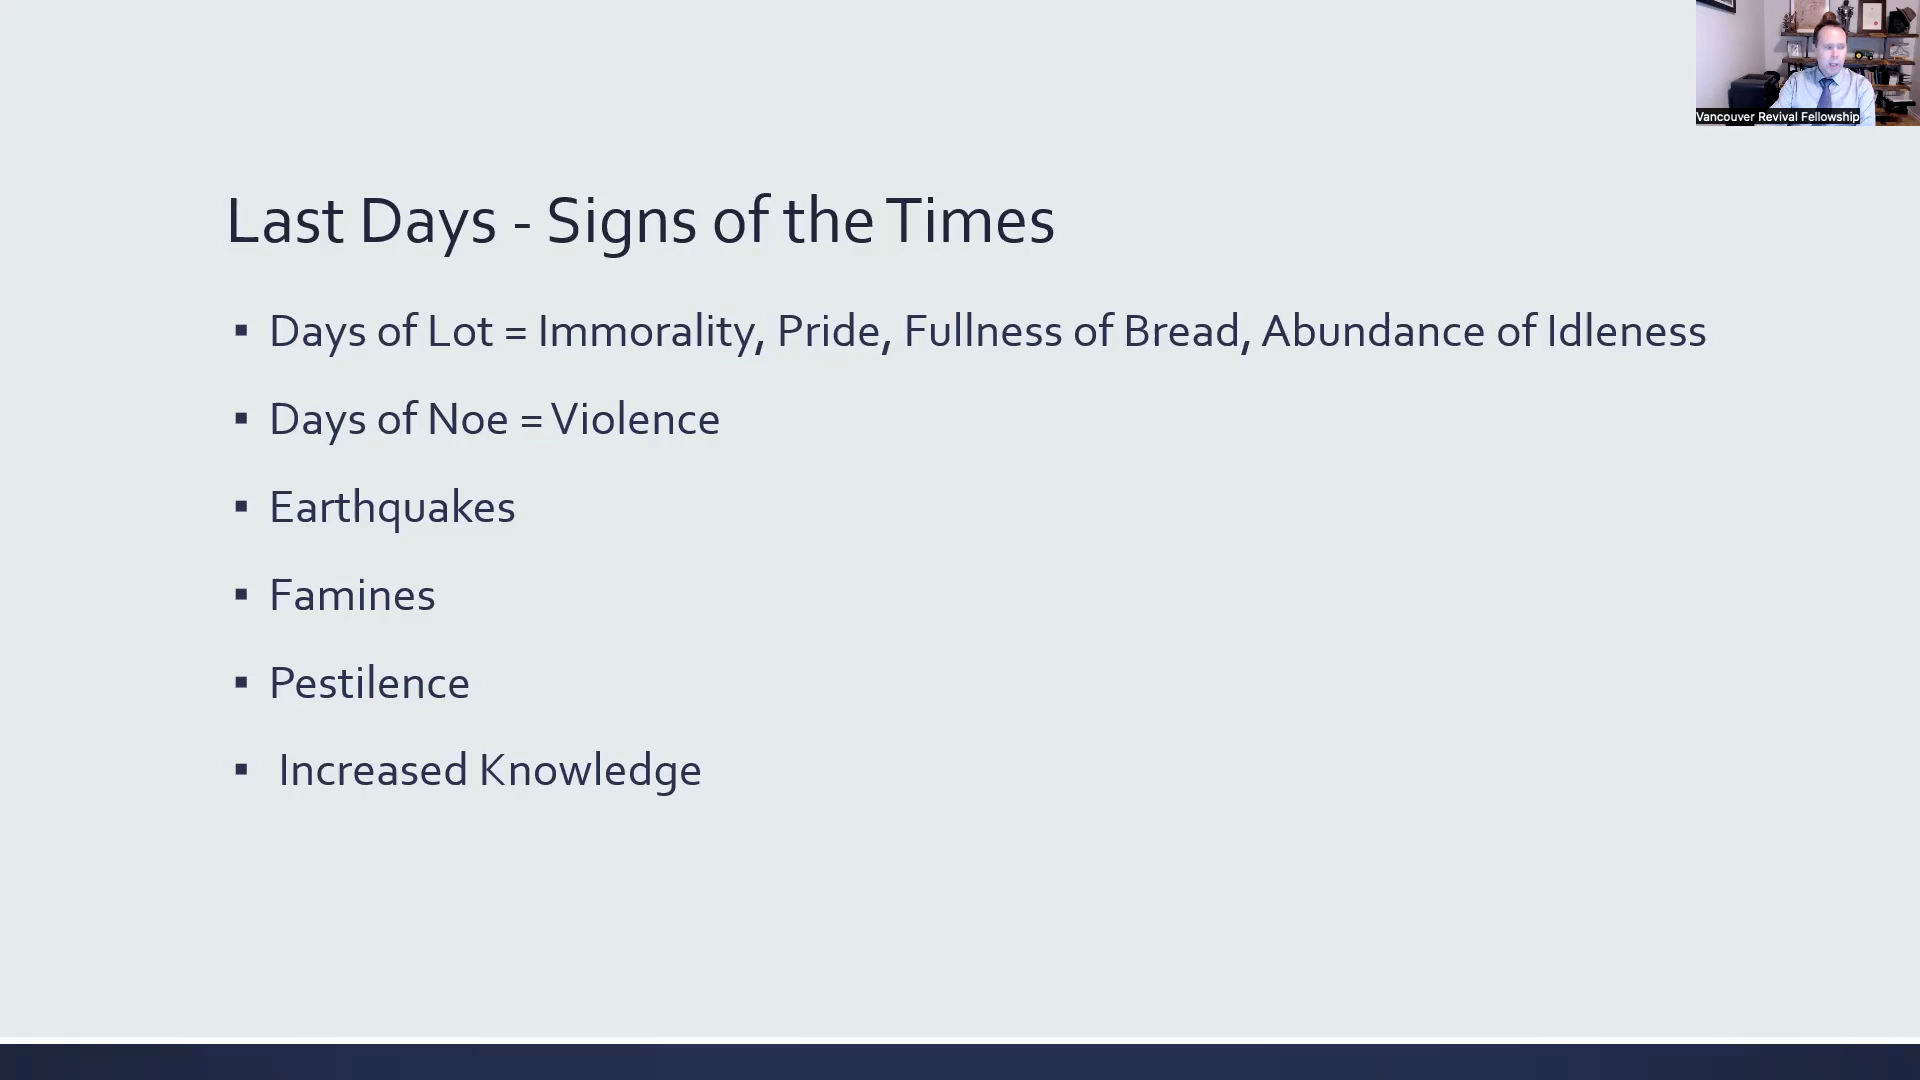 Vancouver Revival Fellowship
Last Days - Signs of the Times
▪ Days of Lot = Immorality, Pride, Fullness of Bread, Abundance of Idleness
▪ Days of Noe = Violence
▪ Earthquakes
▪ Famines
▪ Pestilence
▪ Increased Knowledge